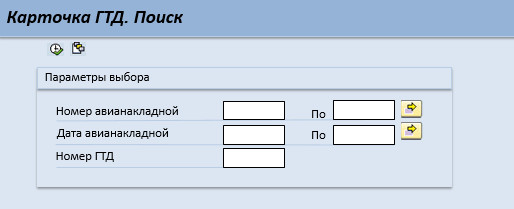 Карточка ГТД. Поиск
Параметры выбора
Номер авианакладной По
Дата авианакладной По
Номер ГТД